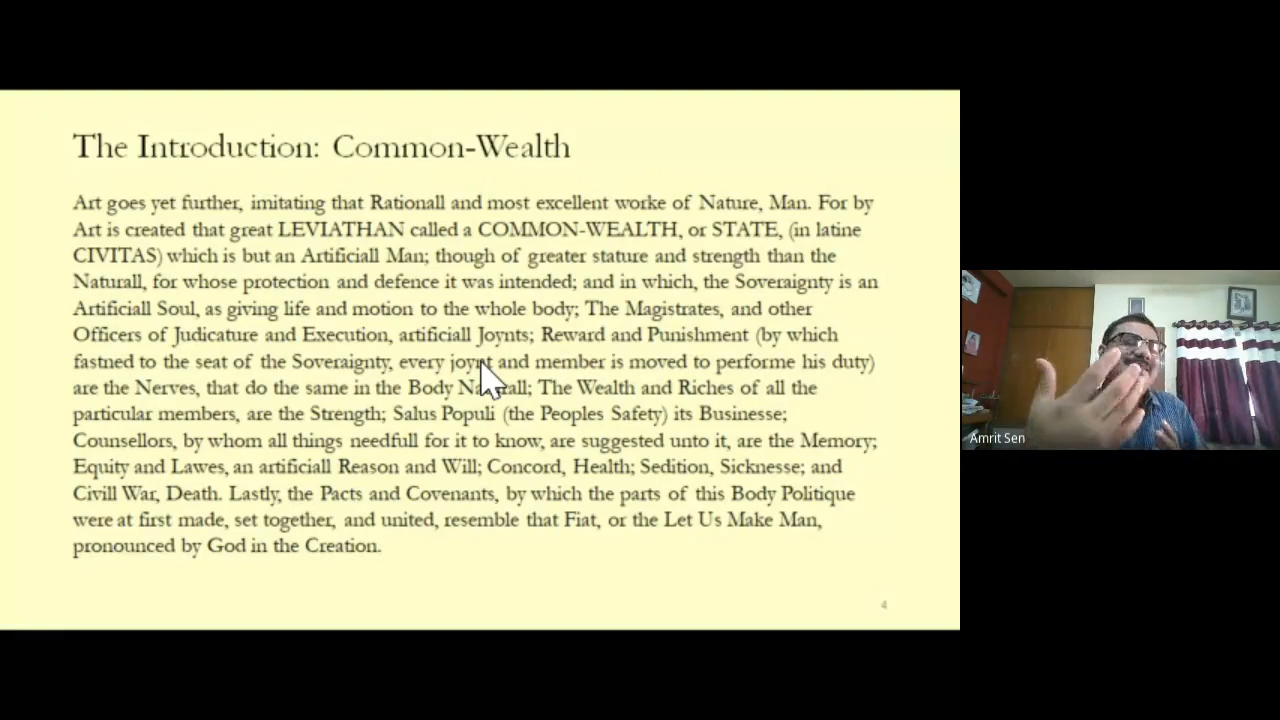 The Introduction: Common-Wealth
Art goes yet further, imitating that Rationall and most excellent worke of Nature, Man. For by
Art is created that great LEVIATHAN called a COMMON-WEALTH, or STATE, (in latine
CIVITAS) which is but an Artificiall Man; though of greater stature and strength than the
Naturall, for whose protection and defence it was intended; and in which, the Soveraignty is an
Artificiall Soul, as giving life and motion to the whole body; The Magistrates, and other
Officers of Judicature and Execution, artificiall Joynts; Reward and Punishment (by which
fastned to the seat of the Soveraignty, every joynt and member is moved to performe his duty)
are the Nerves, that do the same in the Body Naturall; The Wealth and Riches of all the
particular members, are the Strength; Salus Populi (the Peoples Safety) its Businesse;
Counsellors, by whom all things needfull for it to know, are suggested unto it, are the Memory;
Equity and Lawes, an artificiall Reason and Will; Concord, Health; Sedition, Sicknesse; and
Civill War, Death. Lastly, the Pacts and Covenants, by which the parts of this Body Politique
were at first made, set together, and united, resemble that Fiat, or the Let Us Make Man,
pronounced by God in the Creation.
4
Amrit Sen